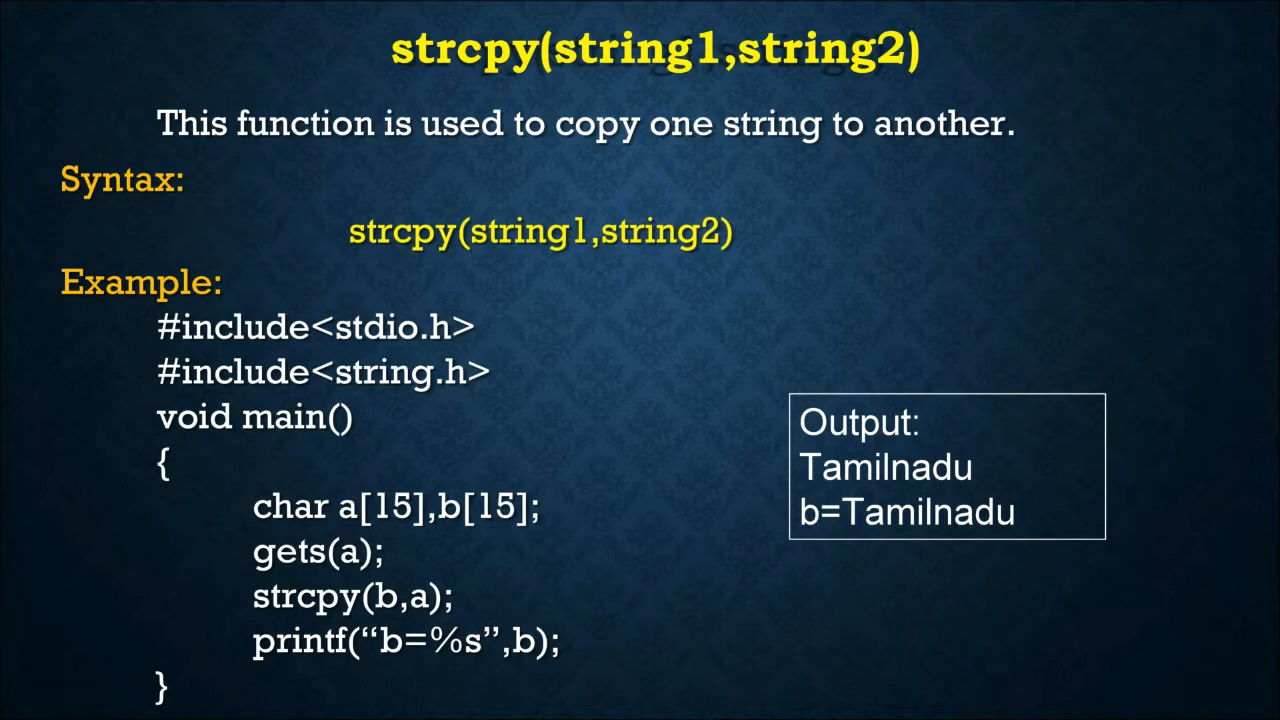 strcpy(string1,string2)
This function is used to copy one string to another.
Syntax:
strcpy(string1,string2)
Example:
#include<stdio.h>
#include<string.h>
void main()
{
char a[15],b[15];
gets(a);
strcpy(b,a);
printf(“b=%s”,b);
}
Output:
Tamilnadu
b=Tamilnadu